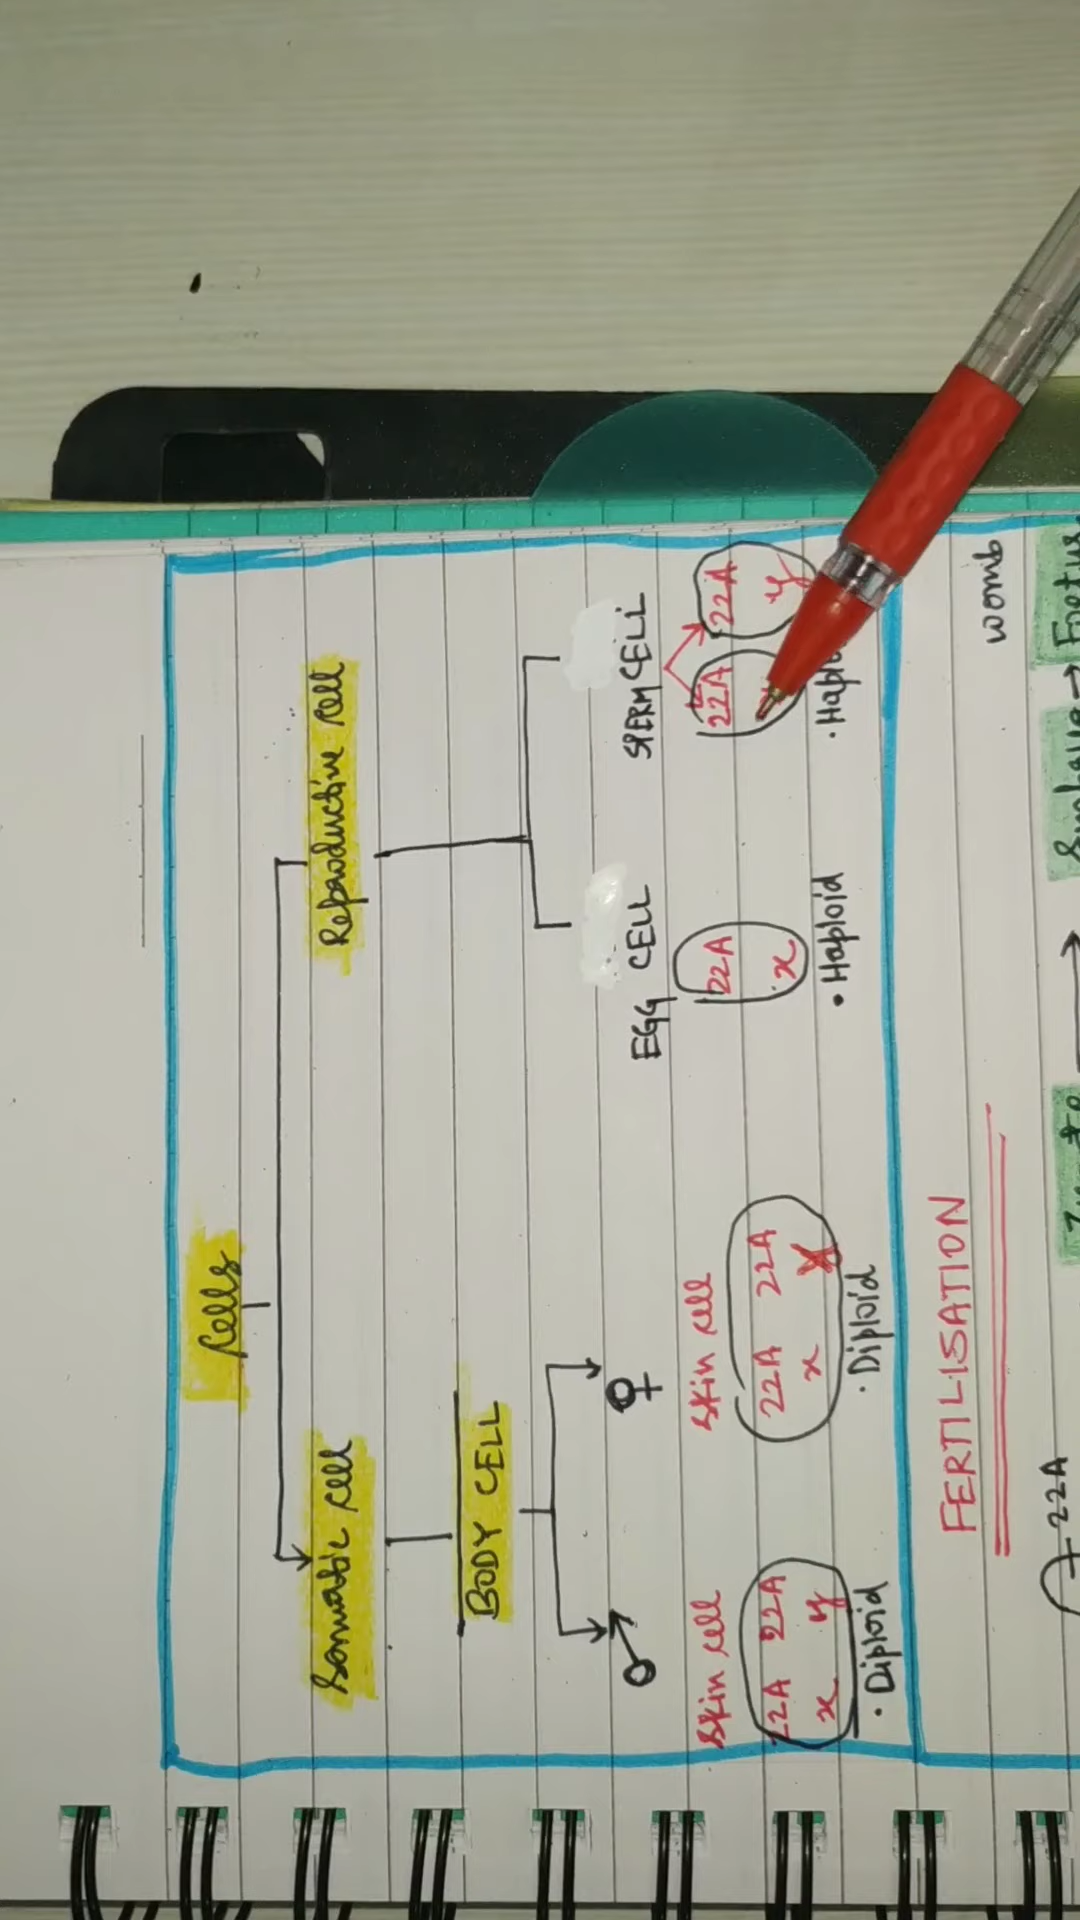 Cells
Somatic cell
Reproductive cell
BODY CELL
♂ ♀
EGG CELL
SPERM CELL
Skin cell
22A 22A
x y
• Diploid
Skin cell
22A 22A
x x
• Diploid
22A
x
• Haploid
22A 22A
y
FERTILISATION
womb
22A